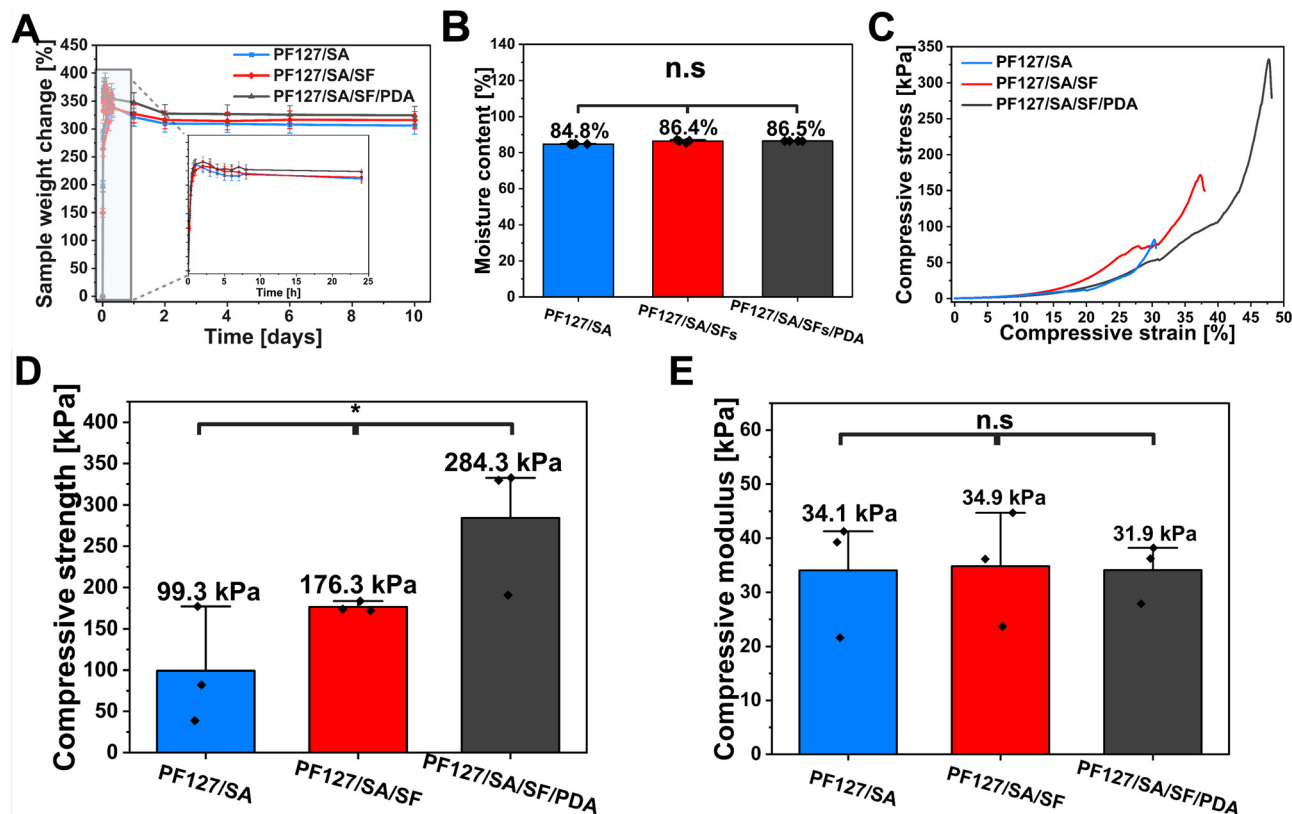 A
Sample weight change [%]
450
400
350
300
250
200
150
100
50
0
PF127/SA
PF127/SA/SF
PF127/SA/SF/PDA
0 5 10 15 20 25
Time [h]
0 2 4 6 8 10
Time [days]
B
Moisture content [%]
140
120
100
80
60
40
20
0
n.s
84.8%
86.4%
86.5%
PF127/SA
PF127/SA/SFs
PF127/SA/SFs/PDA
C
Compressive stress [kPa]
350
300
250
200
150
100
50
0
PF127/SA
PF127/SA/SF
PF127/SA/SF/PDA
0 5 10 15 20 25 30 35 40 45 50
Compressive strain [%]
D
Compressive strength [kPa]
400
350
300
250
200
150
100
50
0
*
99.3 kPa
176.3 kPa
284.3 kPa
PF127/SA
PF127/SA/SF
PF127/SA/SF/PDA
E
Compressive modulus [kPa]
60
50
40
30
20
10
0
n.s
34.1 kPa
34.9 kPa
31.9 kPa
PF127/SA
PF127/SA/SF
PF127/SA/SF/PDA